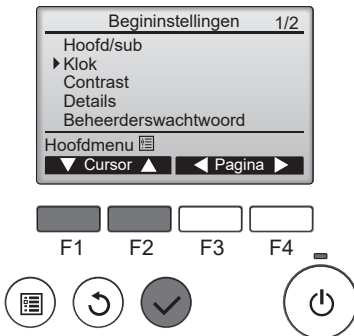 Begininstellingen 1/2
Hoofd/sub
Klok
Contrast
Details
Beheerderswachtwoord
Hoofdmenu
Cursor Pagina
F1 F2 F3 F4